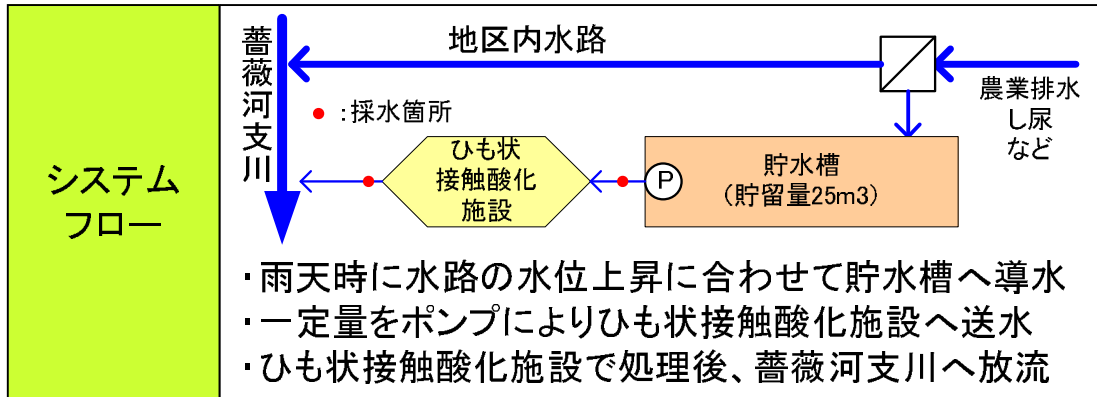 システム
フロー
薔薇河支川
地区内水路
農業排水
し尿
など
●:採水箇所
ひも状
接触酸化
施設
P
貯水槽
(貯留量25m3)
・雨天時に水路の水位上昇に合わせて貯水槽へ導水
・一定量をポンプによりひも状接触酸化施設へ送水
・ひも状接触酸化施設で処理後、薔薇河支川へ放流